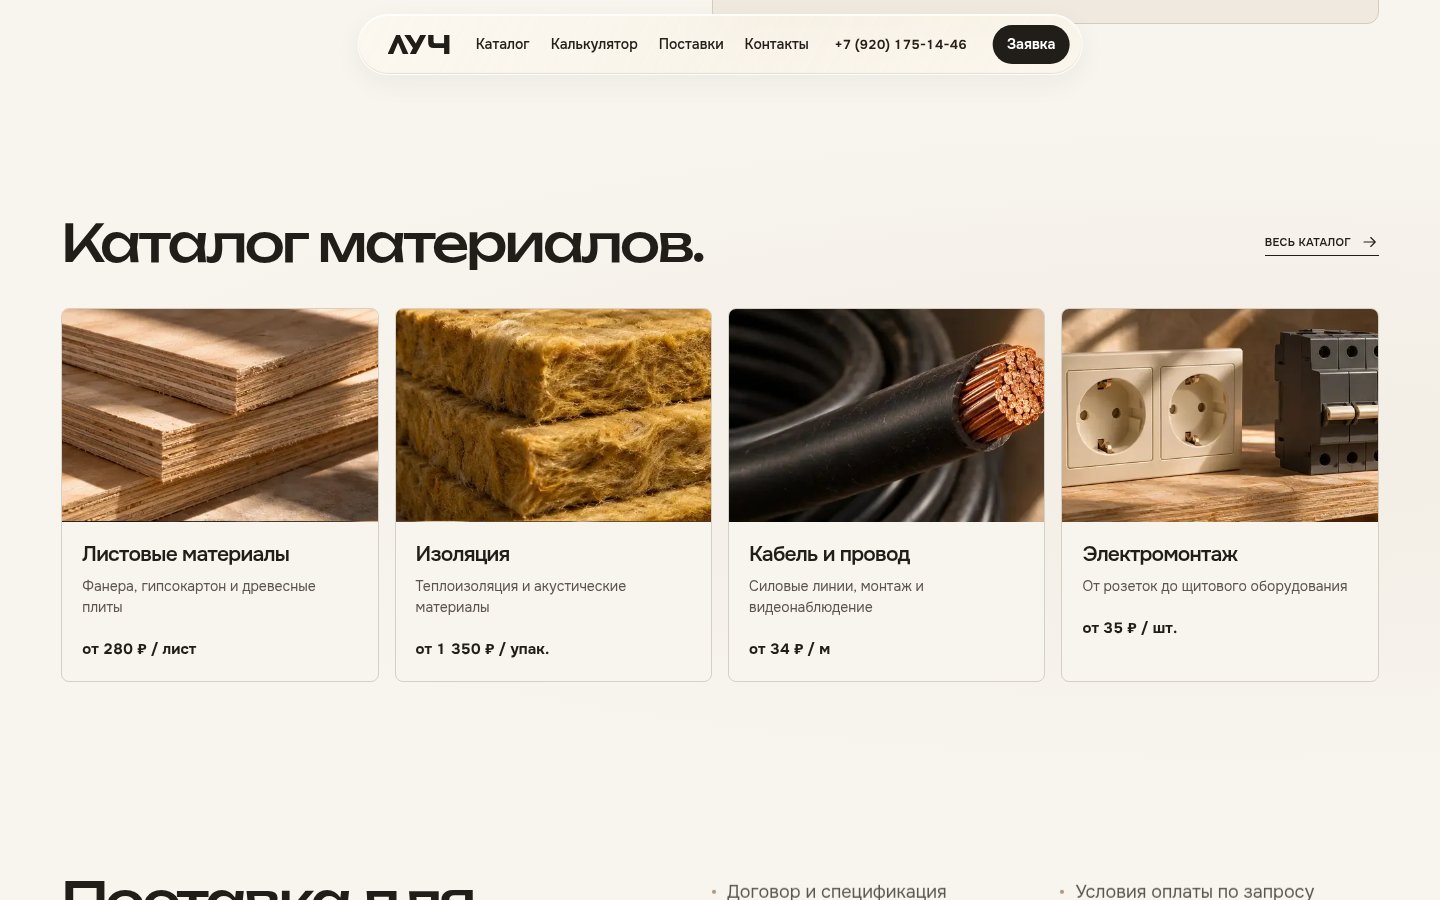 ЛУЧ
Каталог
Калькулятор
Поставки
Контакты
+7 (920) 175-14-46
Заявка
Каталог материалов.
ВЕСЬ КАТАЛОГ
Листовые материалы
Фанера, гипсокартон и древесные
плиты
от 280 ₽ / лист
Изоляция
Теплоизоляция и акустические
материалы
от 1 350 ₽ / упак.
Кабель и провод
Силовые линии, монтаж и
видеонаблюдение
от 34 ₽ / м
Электромонтаж
От розеток до щитового оборудования
от 35 ₽ / шт.
Поставка для
Договор и спецификация
Условия оплаты по запросу